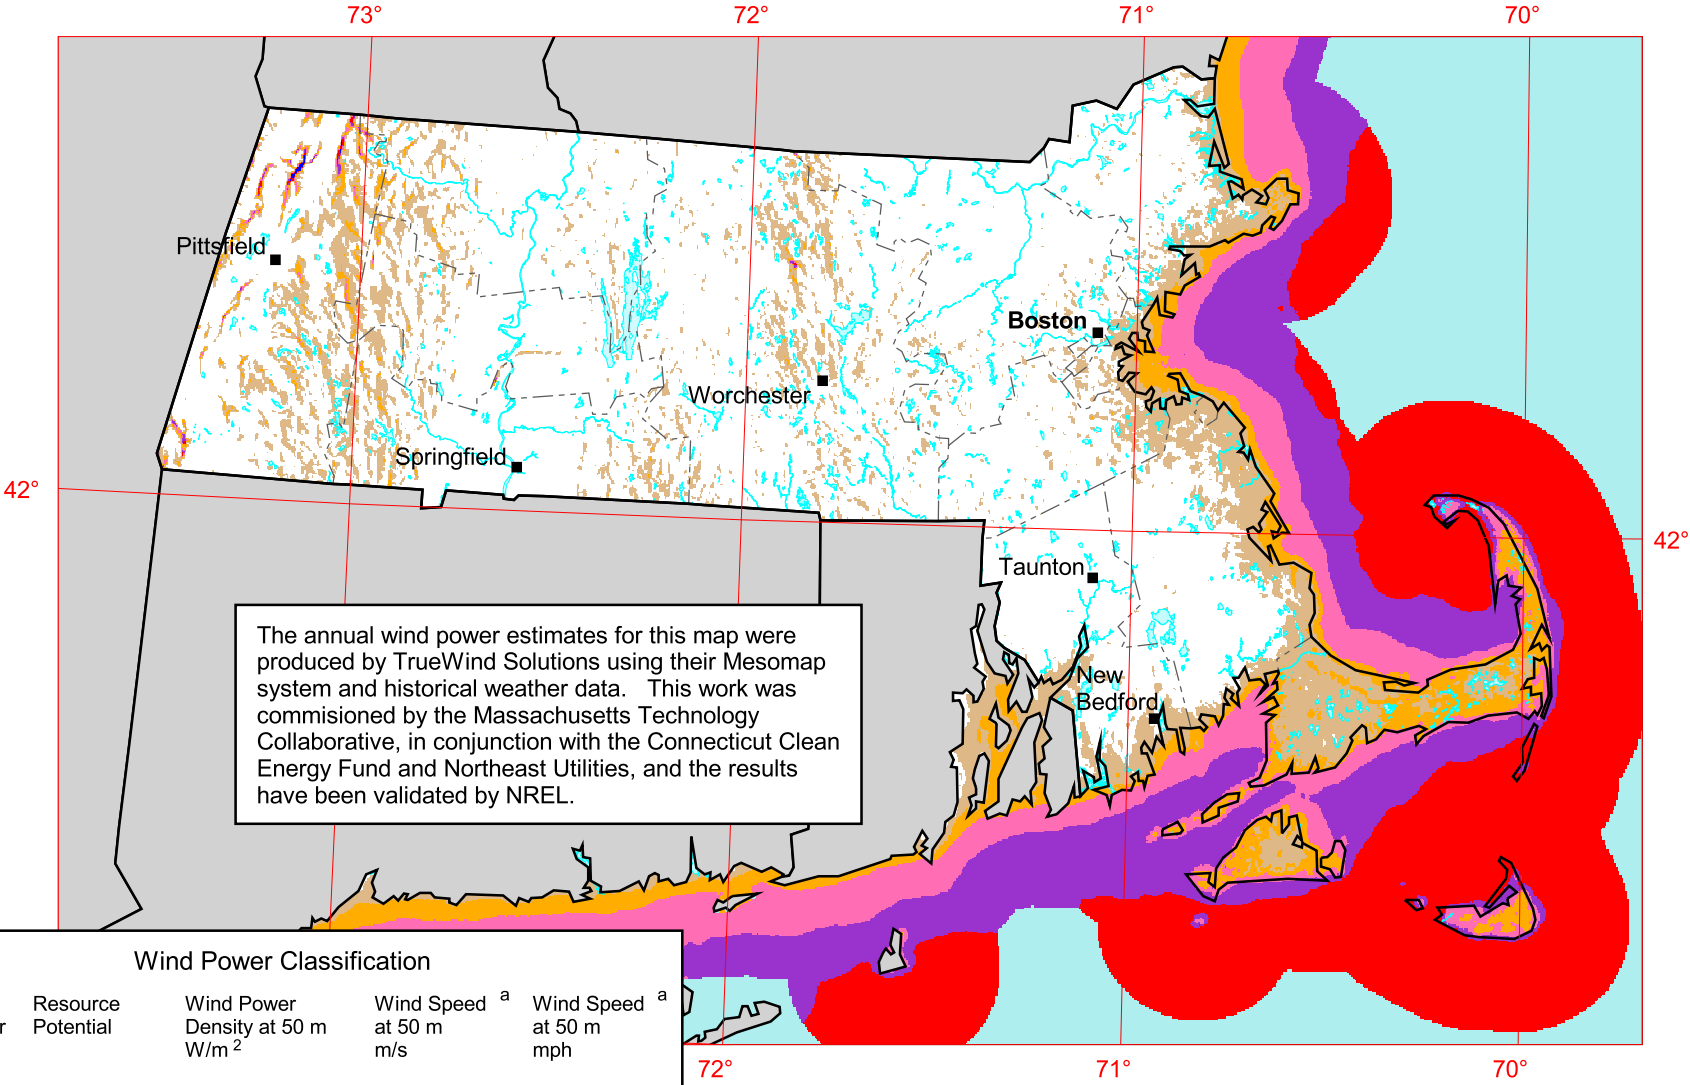 73° 72° 71° 70°
Pittsfield
Boston
Worchester
Springfield
42°
42°
Taunton
The annual wind power estimates for this map were
produced by TrueWind Solutions using their Mesomap
system and historical weather data. This work was
commisioned by the Massachusetts Technology
Collaborative, in conjunction with the Connecticut Clean
Energy Fund and Northeast Utilities, and the results
have been validated by NREL.
New
Bedford
Wind Power Classification
Resource Wind Power Wind Speed a Wind Speed a
r Potential Density at 50 m at 50 m at 50 m
W/m 2 m/s mph
72° 71° 70°